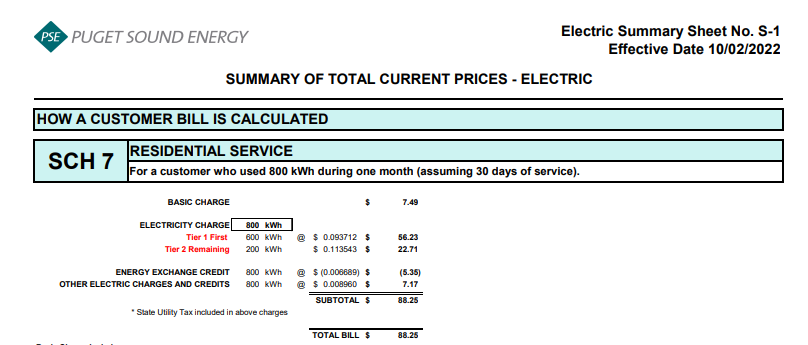 PSE PUGET SOUND ENERGY
Electric Summary Sheet No. S-1
Effective Date 10/02/2022
SUMMARY OF TOTAL CURRENT PRICES - ELECTRIC
HOW A CUSTOMER BILL IS CALCULATED
SCH 7
RESIDENTIAL SERVICE
For a customer who used 800 kWh during one month (assuming 30 days of service).
BASIC CHARGE $ 7.49
ELECTRICITY CHARGE 800 kWh
Tier 1 First 600 kWh @ $ 0.093712 $ 56.23
Tier 2 Remaining 200 kWh @ $ 0.113543 $ 22.71
ENERGY EXCHANGE CREDIT 800 kWh @ $ (0.006689) $ (5.35)
OTHER ELECTRIC CHARGES AND CREDITS 800 kWh @ $ 0.008960 $ 7.17
SUBTOTAL $ 88.25
* State Utility Tax included in above charges
TOTAL BILL $ 88.25